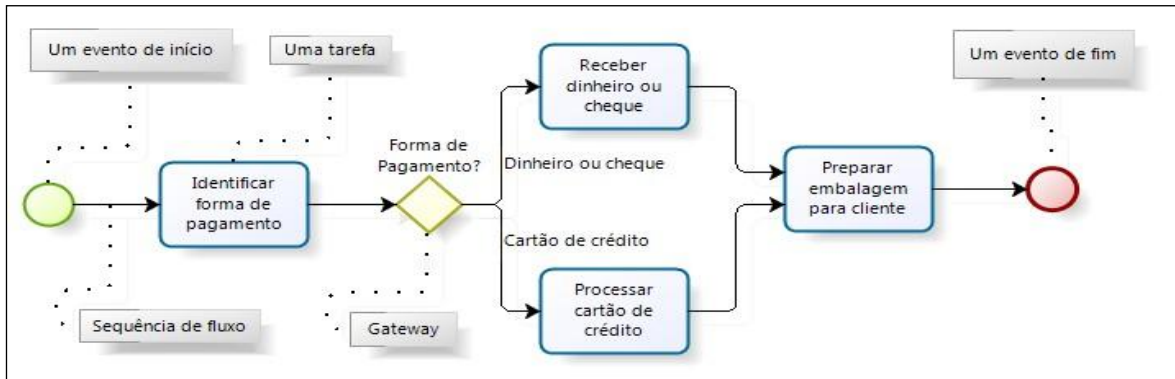 Um evento de início
Uma tarefa
Um evento de fim
Receber
dinheiro ou
cheque
Forma de
Pagamento?
Dinheiro ou cheque
Identificar
forma de
pagamento
Preparar
embalagem
para cliente
Cartão de crédito
Processar
cartão de
crédito
Sequência de fluxo
Gateway